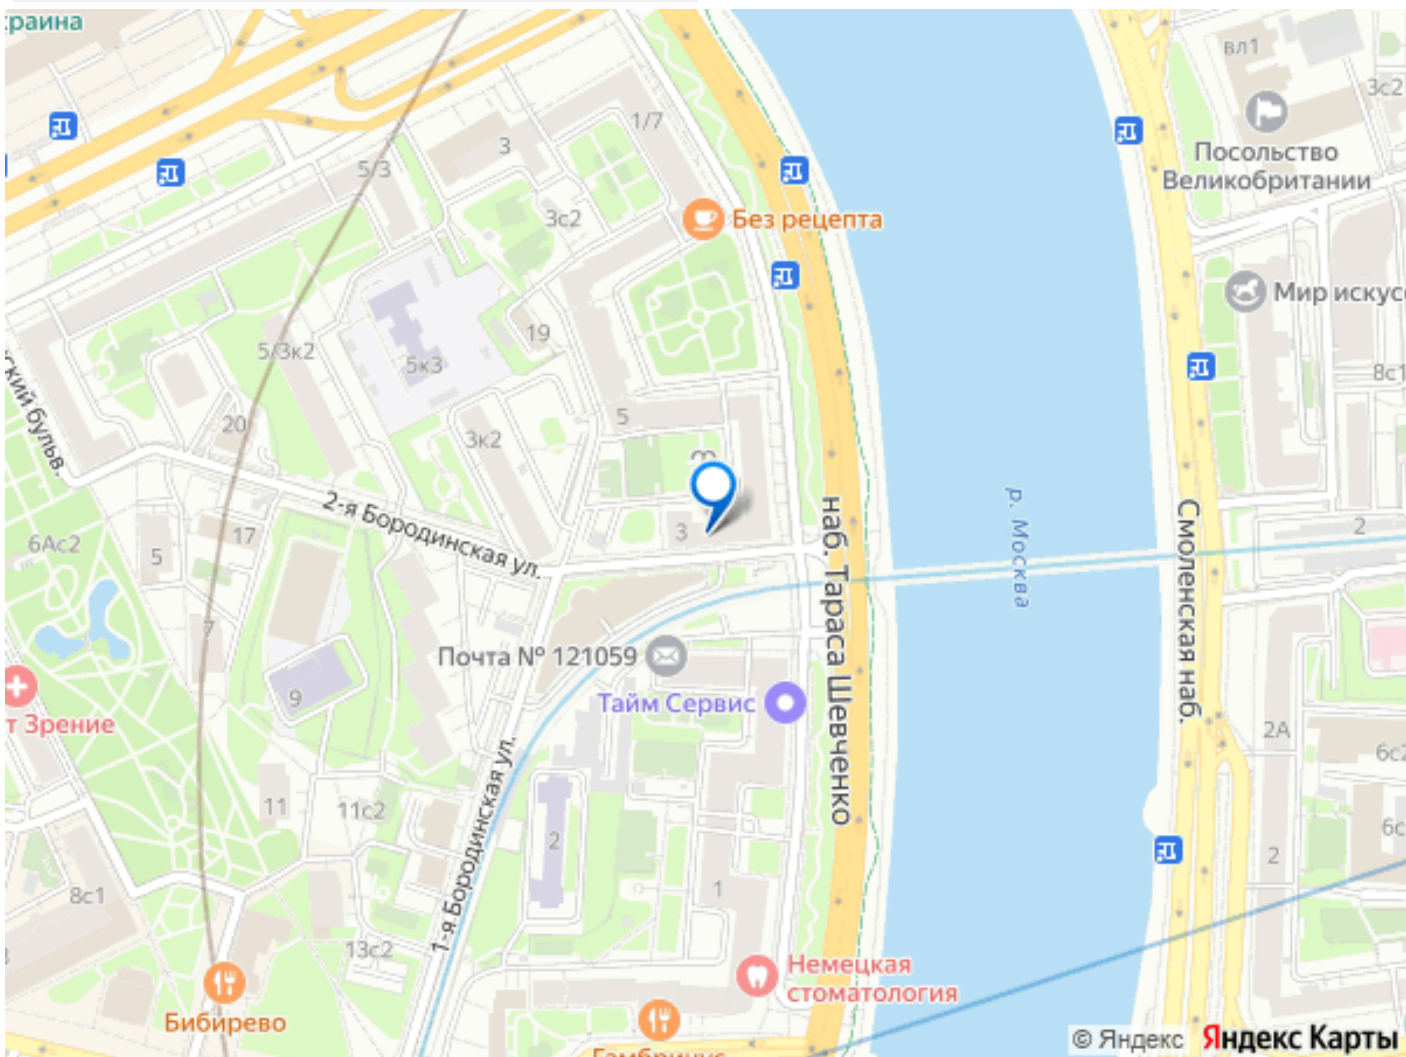 краина
вл1
3с2
Посольство
Великобритании
1/7
3
5/3
3с2
Без рецепта
Мир искус
19
5/3к2
5к3
8с1
ский бульв.
20
3к2
5
3
2-я Бородинская ул.
17
6Ас2
5
7
наб. Тараса Шевченко
р. Москва
Смоленская наб.
2
Почта № 121059
Тайм Сервис
9
т Зрение
2А
6с2
11
11с2
2
1-я Бородинская ул.
6с
2
1
8с1
13с2
Немецкая
стоматология
Бибирево
Гамбринус
© Яндекс Яндекс Карты